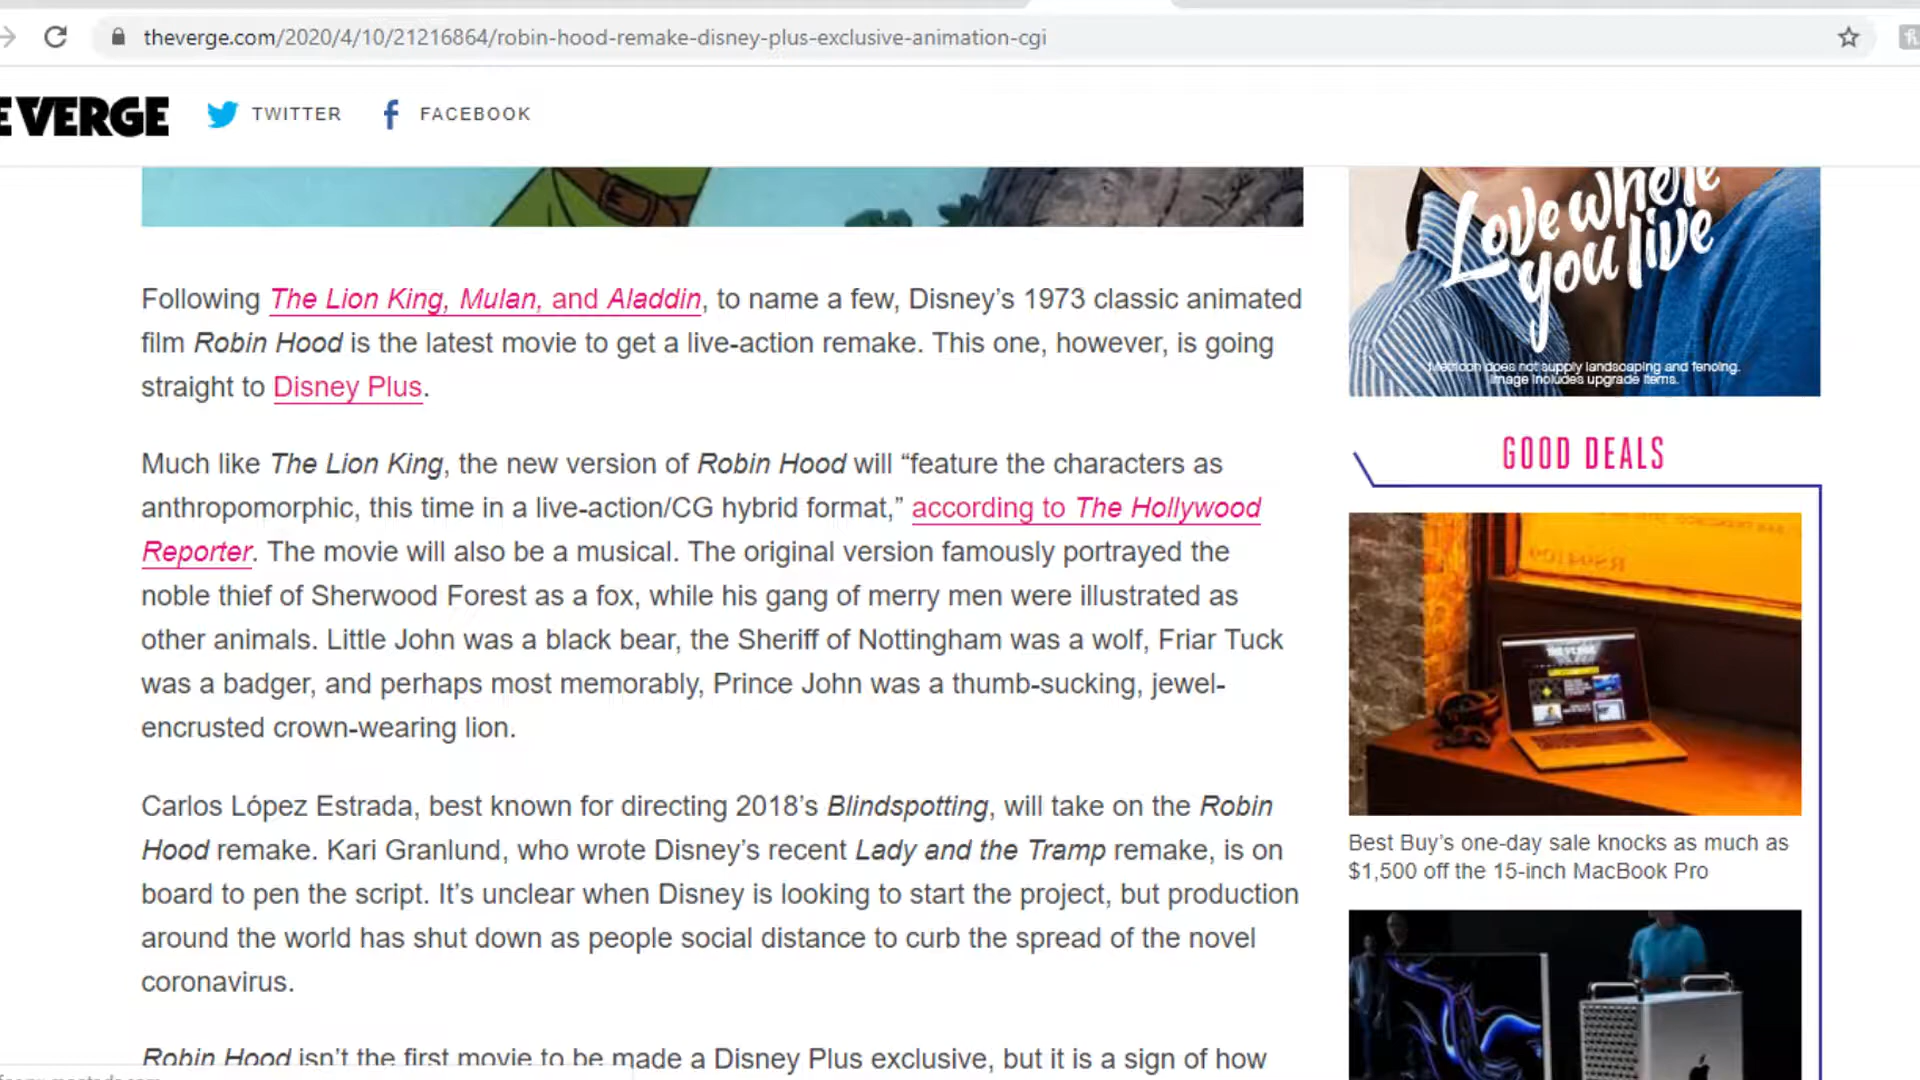 theverge.com/2020/4/10/21216864/robin-hood-remake-disney-plus-exclusive-animation-cgi
E VERGE
TWITTER
FACEBOOK
Following The Lion King, Mulan, and Aladdin, to name a few, Disney’s 1973 classic animated
film Robin Hood is the latest movie to get a live-action remake. This one, however, is going
straight to Disney Plus.
Much like The Lion King, the new version of Robin Hood will “feature the characters as
anthropomorphic, this time in a live-action/CG hybrid format,” according to The Hollywood
Reporter. The movie will also be a musical. The original version famously portrayed the
noble thief of Sherwood Forest as a fox, while his gang of merry men were illustrated as
other animals. Little John was a black bear, the Sheriff of Nottingham was a wolf, Friar Tuck
was a badger, and perhaps most memorably, Prince John was a thumb-sucking, jewel-
encrusted crown-wearing lion.
Carlos López Estrada, best known for directing 2018’s Blindspotting, will take on the Robin
Hood remake. Kari Granlund, who wrote Disney’s recent Lady and the Tramp remake, is on
board to pen the script. It’s unclear when Disney is looking to start the project, but production
around the world has shut down as people social distance to curb the spread of the novel
coronavirus.
Robin Hood isn’t the first movie to be made a Disney Plus exclusive, but it is a sign of how
Love where
you live
does not supply landscaping and fencing.
Image includes upgrade items.
GOOD DEALS
THE VERGE
Best Buy’s one-day sale knocks as much as
$1,500 off the 15-inch MacBook Pro